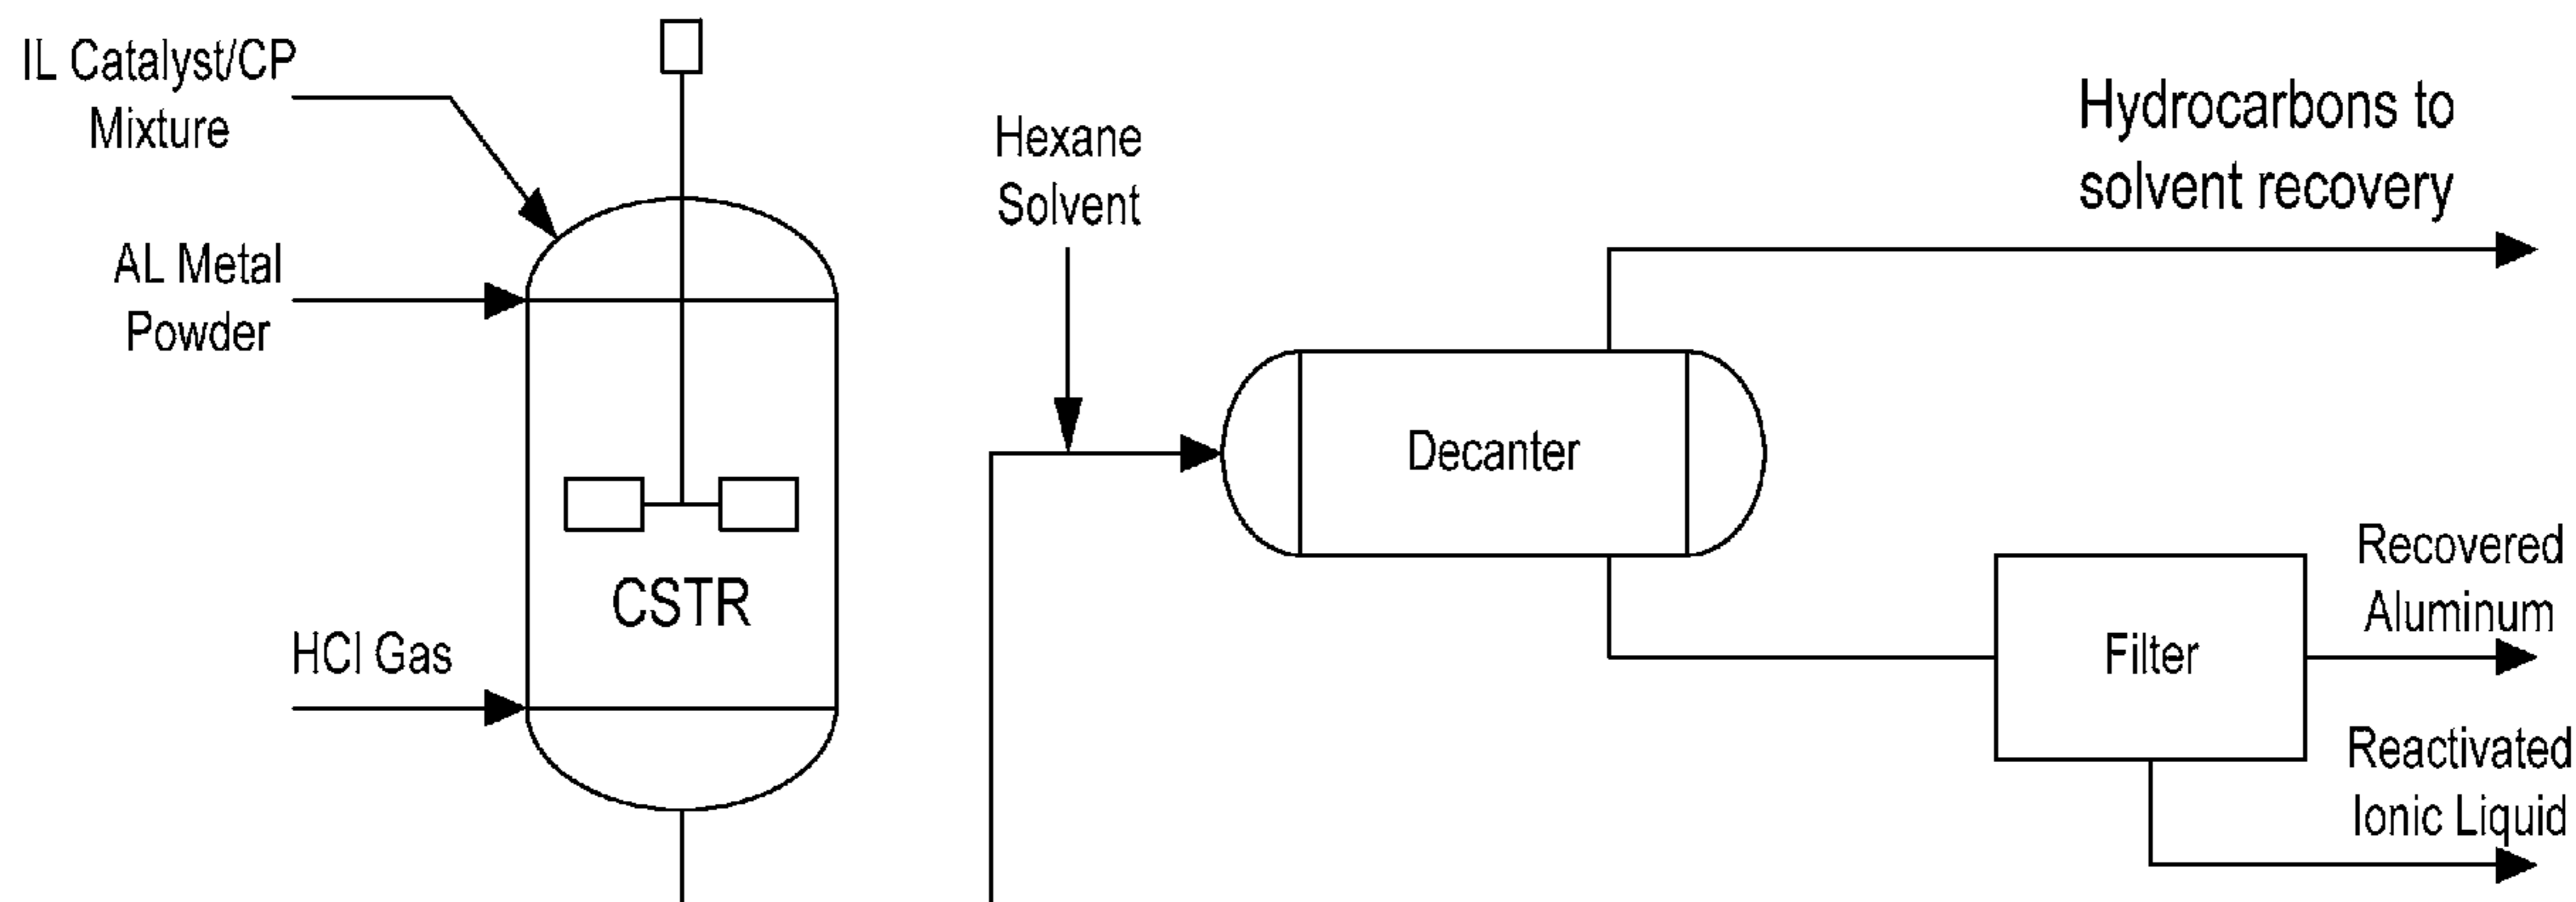 IL Catalyst/CP
Mixture
AL Metal
Powder
HCl Gas
CSTR
Hexane
Solvent
Decanter
Hydrocarbons to
solvent recovery
Filter
Recovered
Aluminum
Reactivated
Ionic Liquid